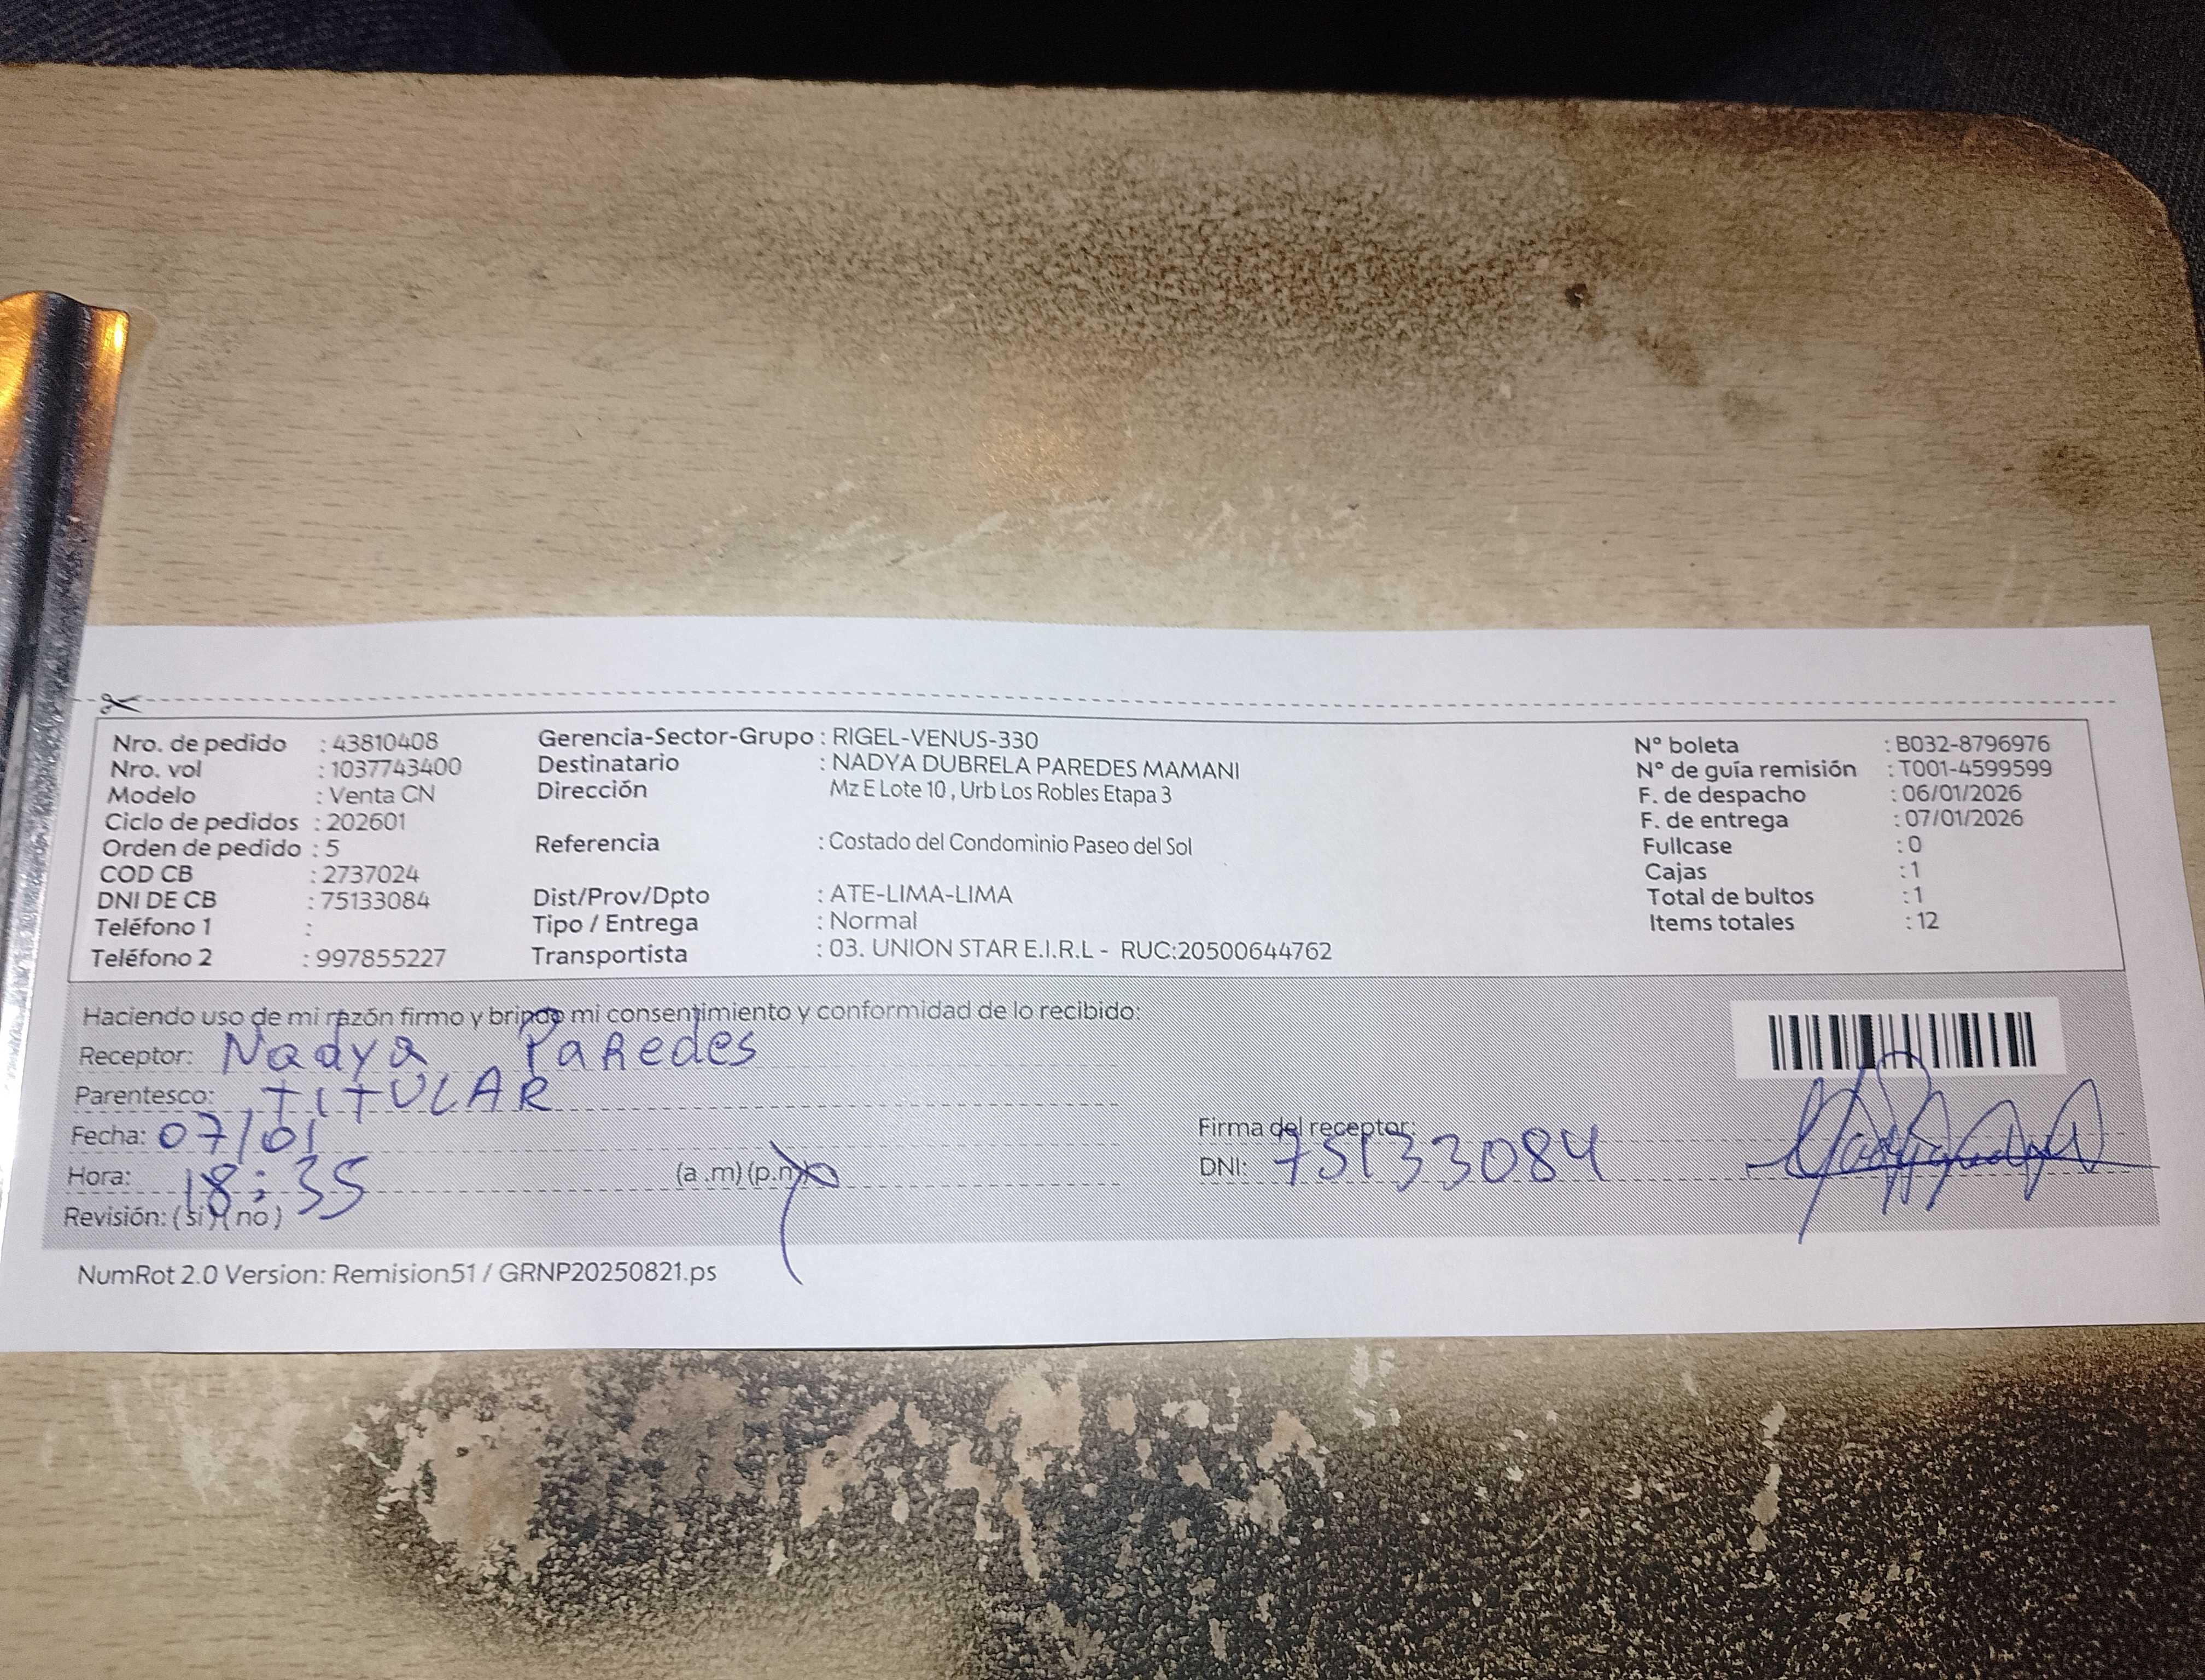 Nro. de pedido : 43810408
Nro. vol : 1037743400
Modelo : Venta CN
Ciclo de pedidos : 202601
Orden de pedido : 5
COD CB : 2737024
DNI DE CB : 75133084
Teléfono 1 :
Teléfono 2 : 997855227
Gerencia-Sector-Grupo : RIGEL-VENUS-330
Destinatario : NADYA DUBRELA PAREDES MAMANI
Dirección Mz E Lote 10 , Urb Los Robles Etapa 3
Referencia : Costado del Condominio Paseo del Sol
Dist/Prov/Dpto : ATE-LIMA-LIMA
Tipo / Entrega : Normal
Transportista : 03. UNION STAR E.I.R.L - RUC:20500644762
N° boleta : B032-8796976
N° de guía remisión : T001-4599599
F. de despacho : 06/01/2026
F. de entrega : 07/01/2026
Fullcase : 0
Cajas : 1
Total de bultos : 1
Items totales : 12
Haciendo uso de mi razón firmo y brindo mi consentimiento y conformidad de lo recibido:
Receptor: Nadya Paredes
Parentesco: TITULAR
Fecha: 07/01
Hora: 18:35 (a .m) (p.m)
Revisión: ( si ) ( no )
Firma del receptor:
DNI: 75133084
NumRot 2.0 Version: Remision51 / GRNP20250821.ps